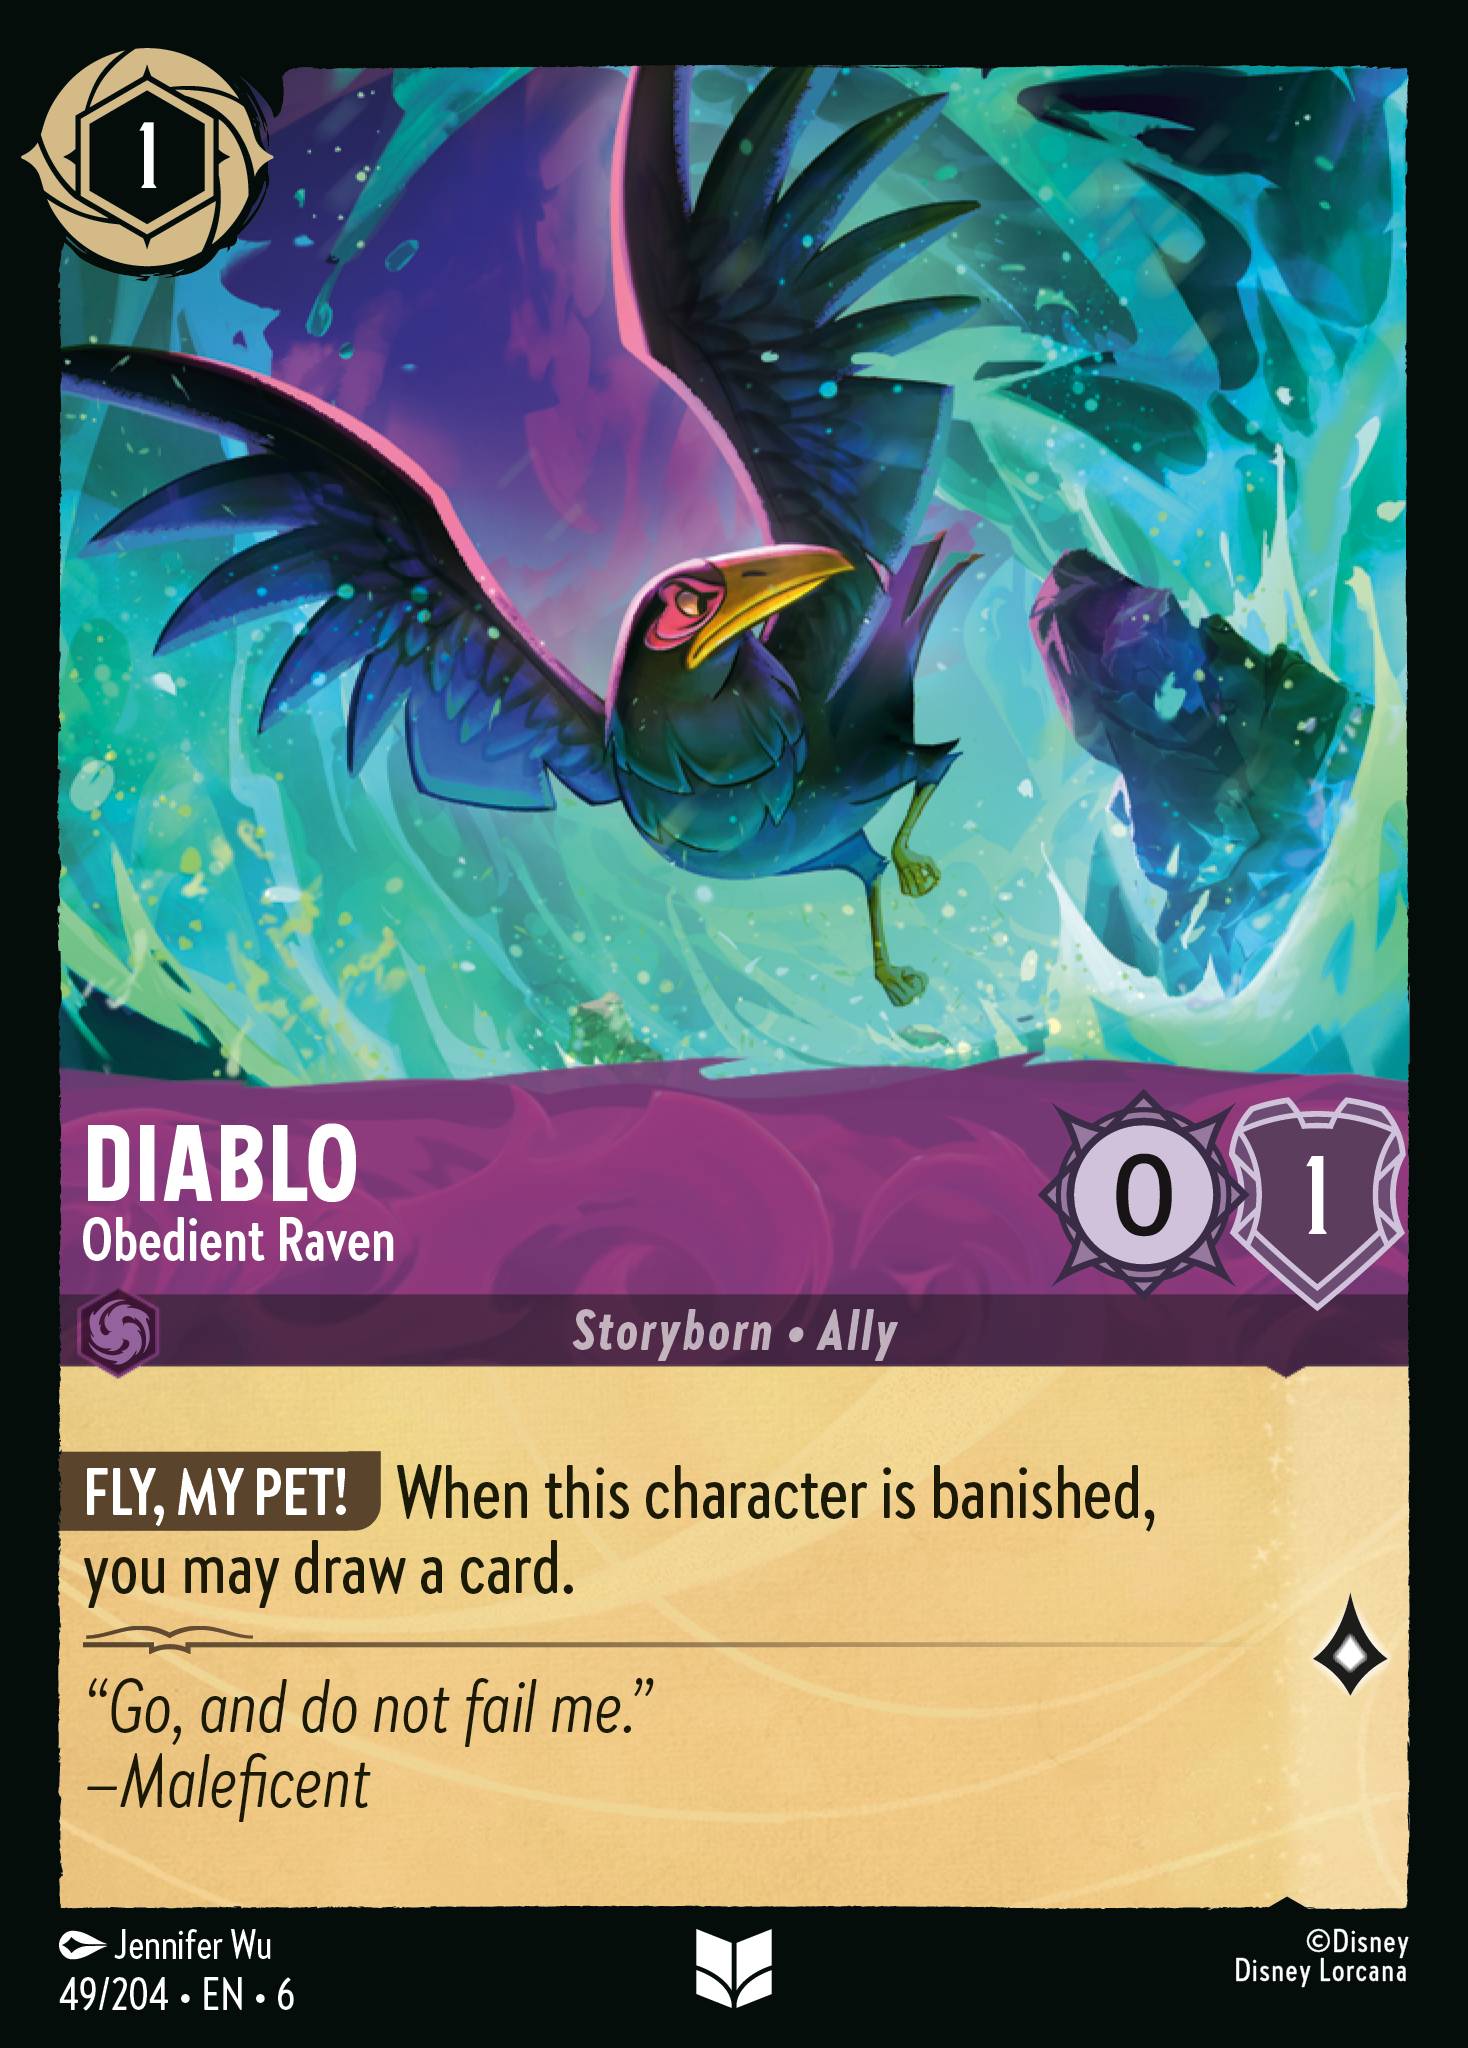 1
DIABLO
Obedient Raven
0
1
Storyborn • Ally
FLY, MY PET! When this character is banished,
you may draw a card.
“Go, and do not fail me.”
–Maleficent
Jennifer Wu
49/204 • EN • 6
©Disney
Disney Lorcana